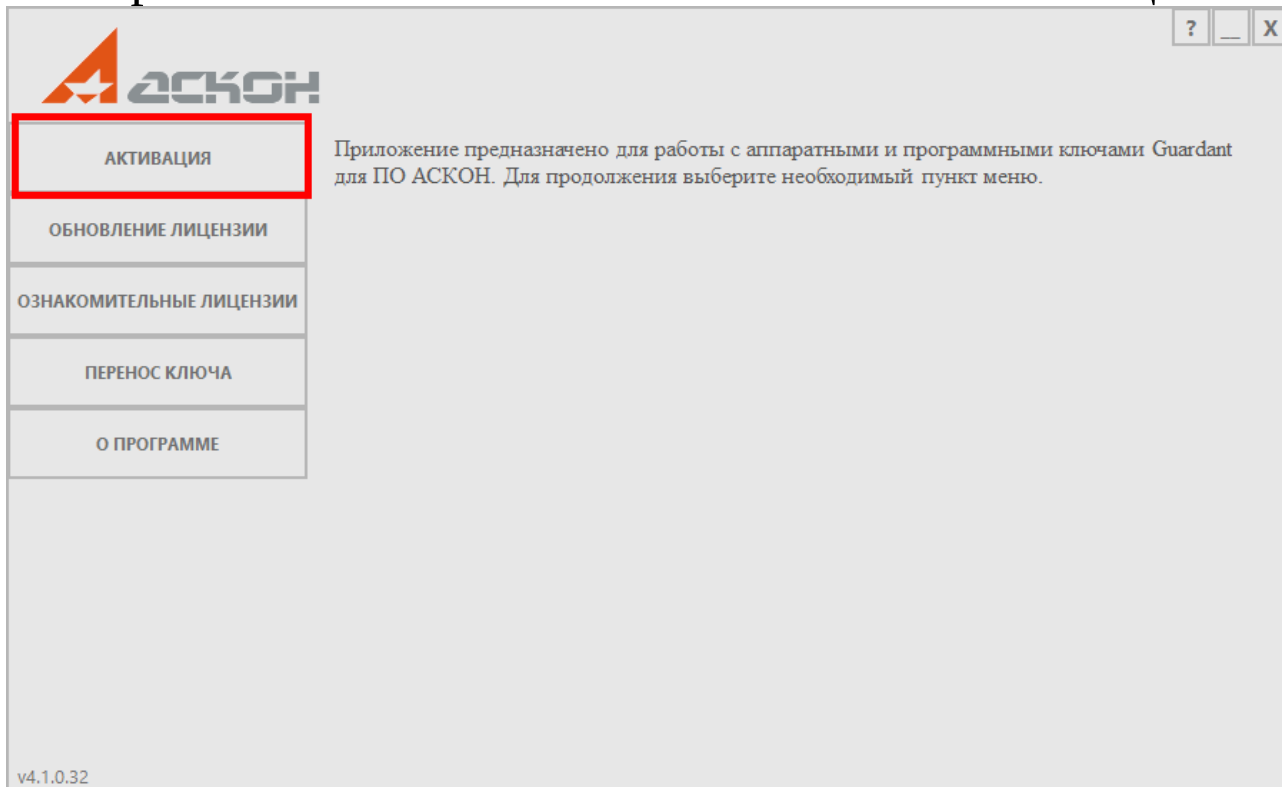 ? _ X
АСКОН
АКТИВАЦИЯ
Приложение предназначено для работы с аппаратными и программными ключами Guardant
для ПО АСКОН. Для продолжения выберите необходимый пункт меню.
ОБНОВЛЕНИЕ ЛИЦЕНЗИИ
ОЗНАКОМИТЕЛЬНЫЕ ЛИЦЕНЗИИ
ПЕРЕНОС КЛЮЧА
О ПРОГРАММЕ
v4.1.0.32